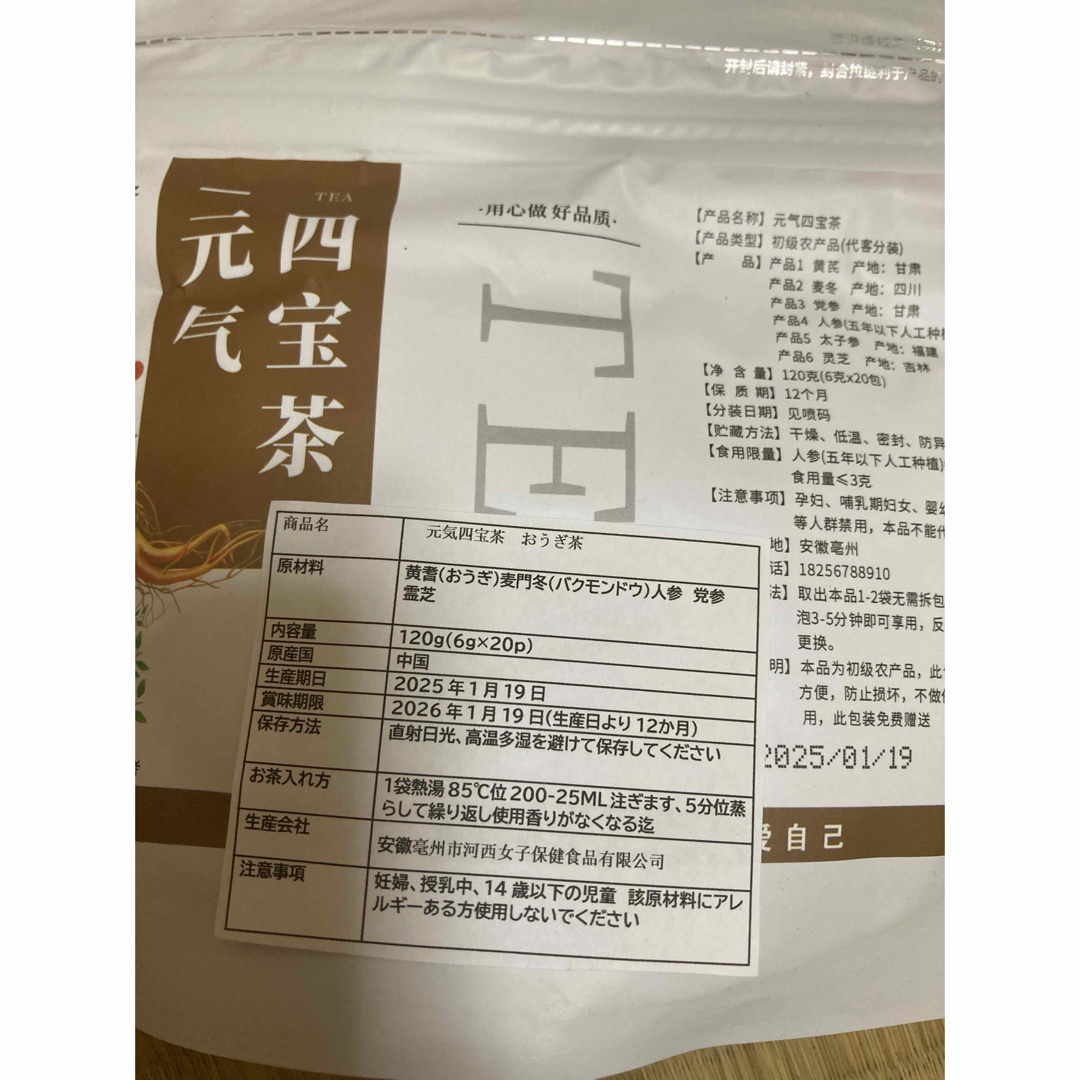 开封后请封紧，封合拉链利于产品的
TEA
元气
四宝茶
·用心做好品质·
TE
【产品名称】元气四宝茶
【产品类型】初级农产品(代客分装)
【产 品】产品1 黄芪 产地：甘肃
产品2 麦冬 产地：四川
产品3 党参 产地：甘肃
产品4 人参(五年以下人工种植
产品5 太子参 产地：福建
产品6 灵芝 产地：吉林
【净 含 量】120克(6克x20包)
【保 质 期】12个月
【分装日期】见喷码
【贮藏方法】干燥、低温、密封、防异
【食用限量】人参(五年以下人工种植)
食用量≤3克
【注意事项】孕妇、哺乳期妇女、婴幼
等人群禁用，本品不能代
地】安徽亳州
话】18256788910
法】取出本品1-2袋无需拆包
泡3-5分钟即可享用，反
更换。
明】本品为初级农产品，此
方便，防止损坏，不做
用，此包装免费赠送
2025/01/19
爱自己
商品名 元気四宝茶 おうぎ茶
原材料 黄耆(おうぎ)麦門冬(バクモンドウ)人参 党参
霊芝
内容量 120g(6g×20p)
原産国 中国
生産期日 2025年1月19日
賞味期限 2026年1月19日(生産日より12か月)
保存方法 直射日光、高温多湿を避けて保存してください
お茶入れ方 1袋熱湯85℃位200-25ML注ぎます、5分位蒸
らして繰り返し使用香りがなくなる迄
生産会社 安徽亳州市河西女子保健食品有限公司
注意事項 妊婦、授乳中、14歳以下の児童 該原材料にアレ
ルギーある方使用しないでください